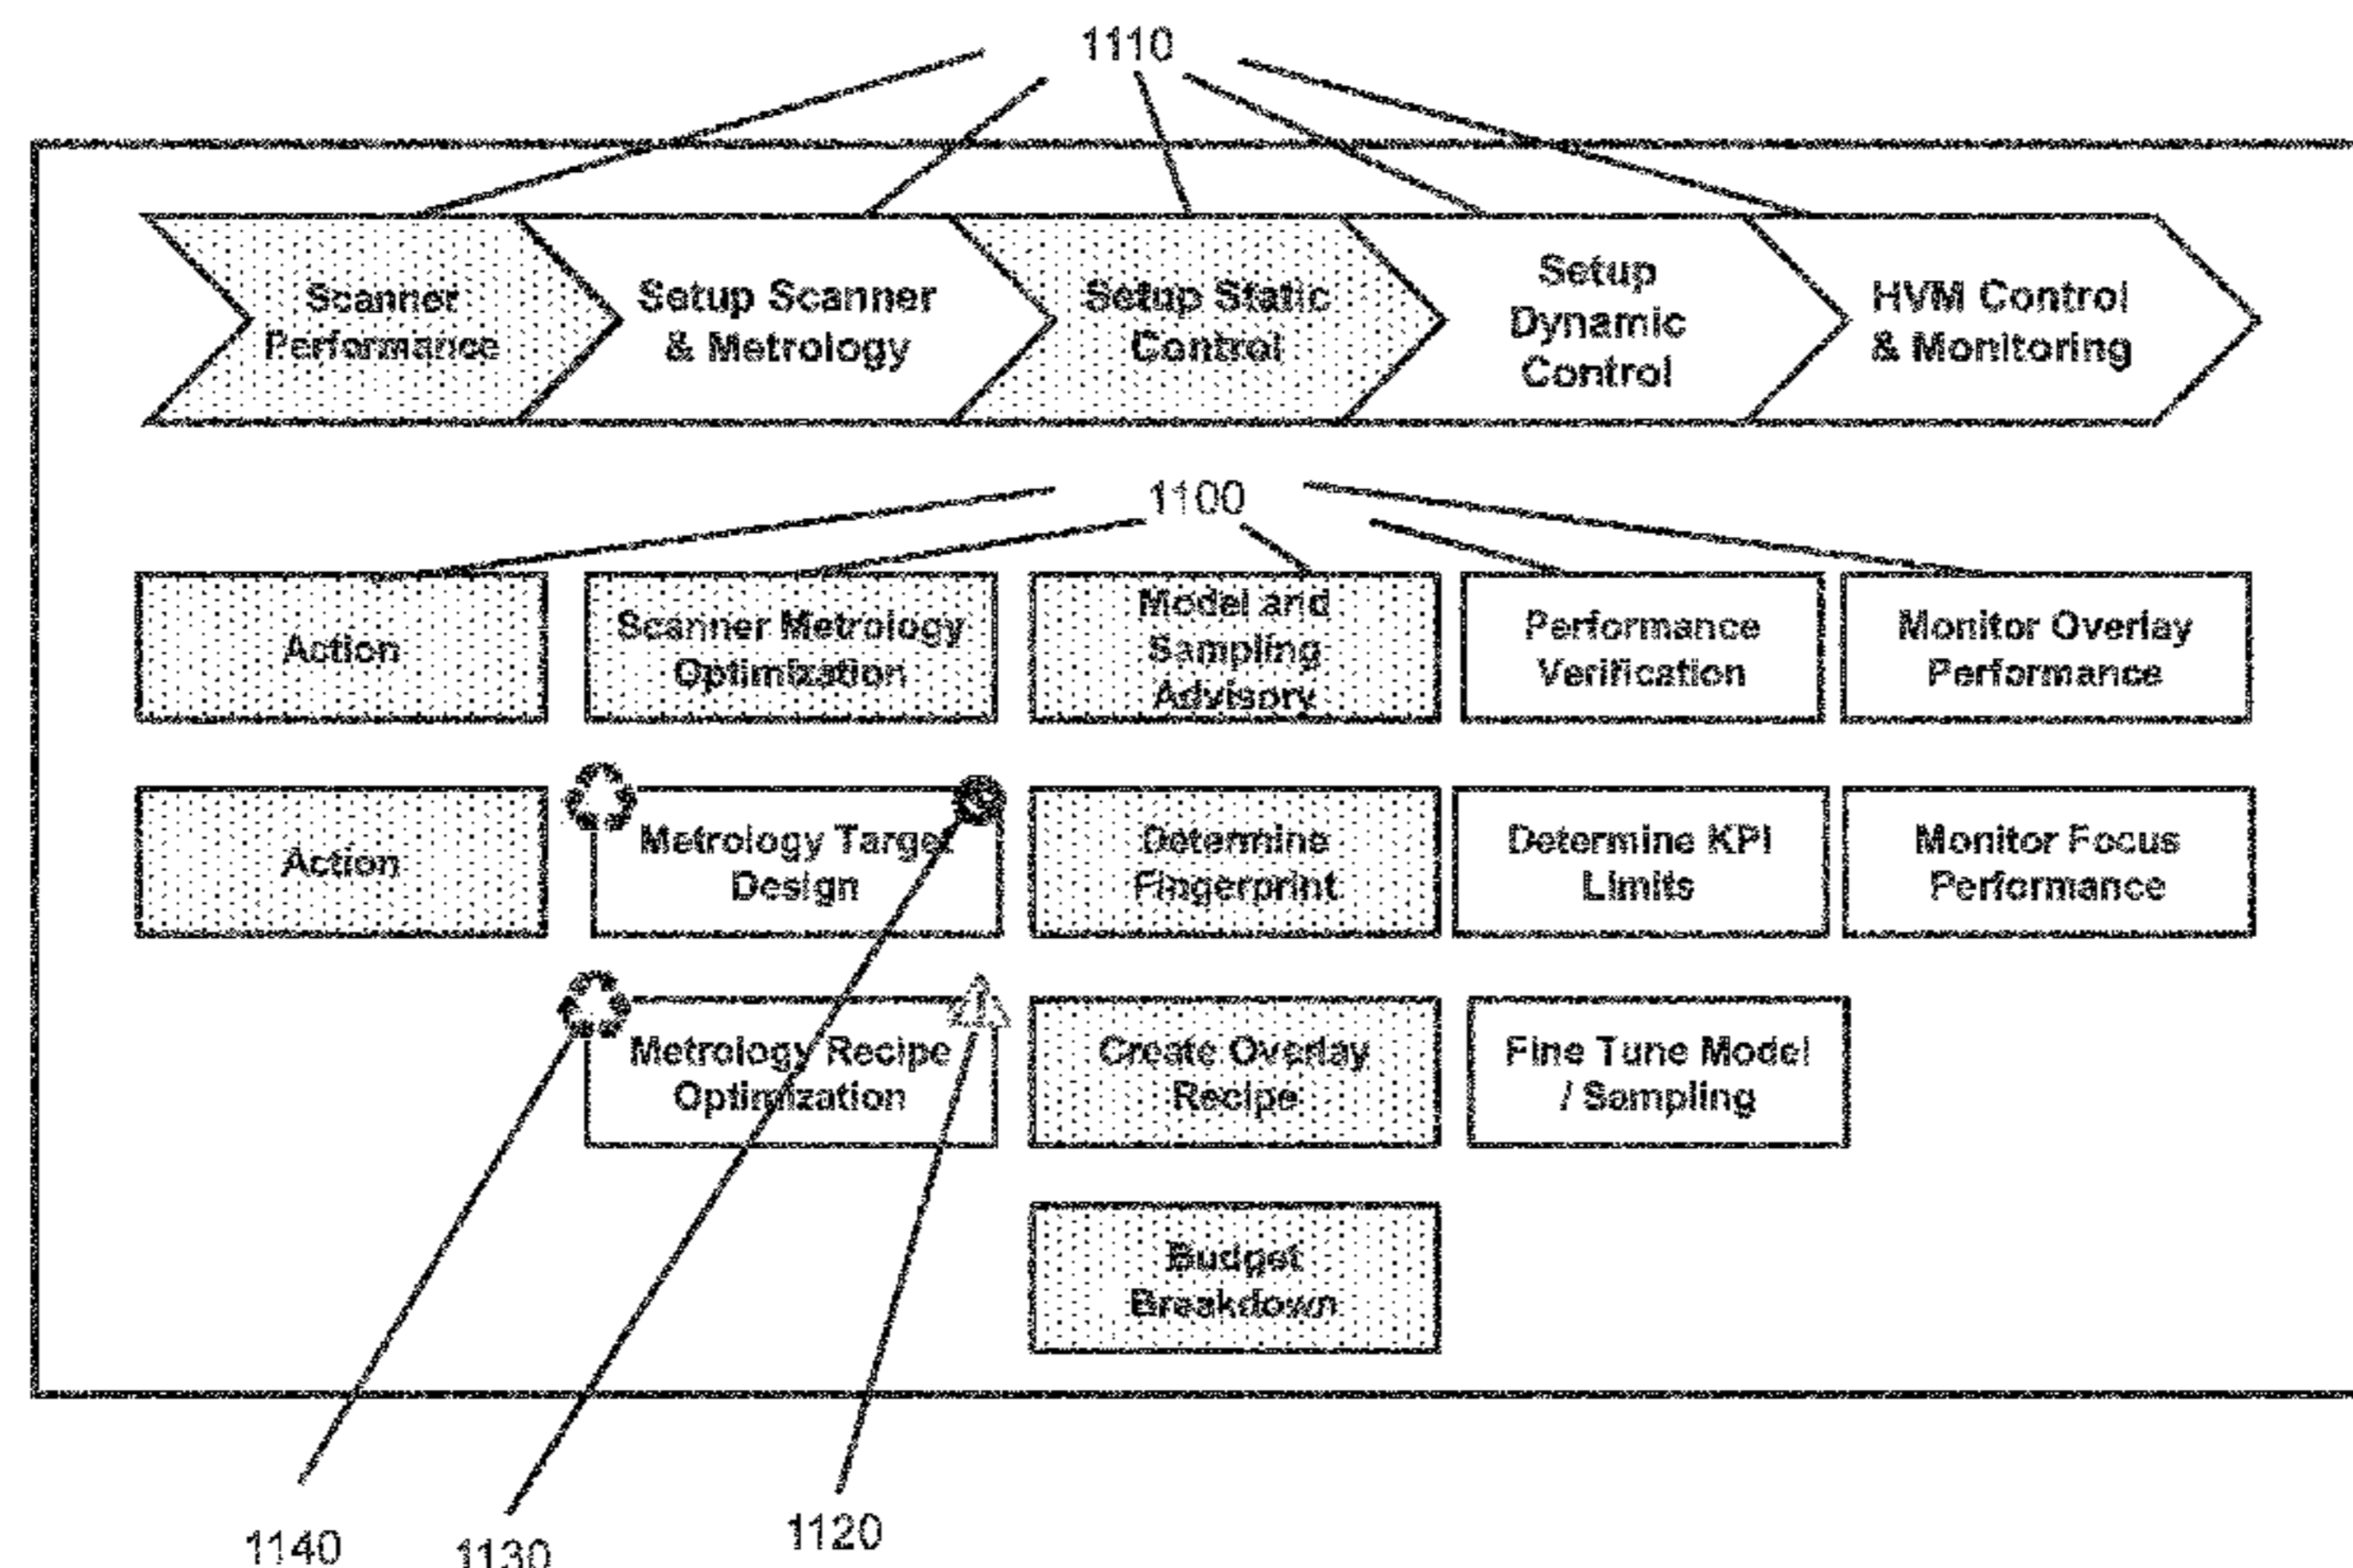 1110
Scanner
Performance
Setup Scanner
& Metrology
Setup Static
Control
Setup
Dynamic
Control
HVM Control
& Monitoring
1100
Action
Scanner Metrology
Optimization
Model and
Sampling
Advisory
Performance
Verification
Monitor Overlay
Performance
Action
Metrology Target
Design
Determine
Fingerprint
Determine KPI
Limits
Monitor Focus
Performance
Metrology Recipe
Optimization
Create Overlay
Recipe
Fine Tune Model
/ Sampling
Budget
Breakdown
1140
1130
1120